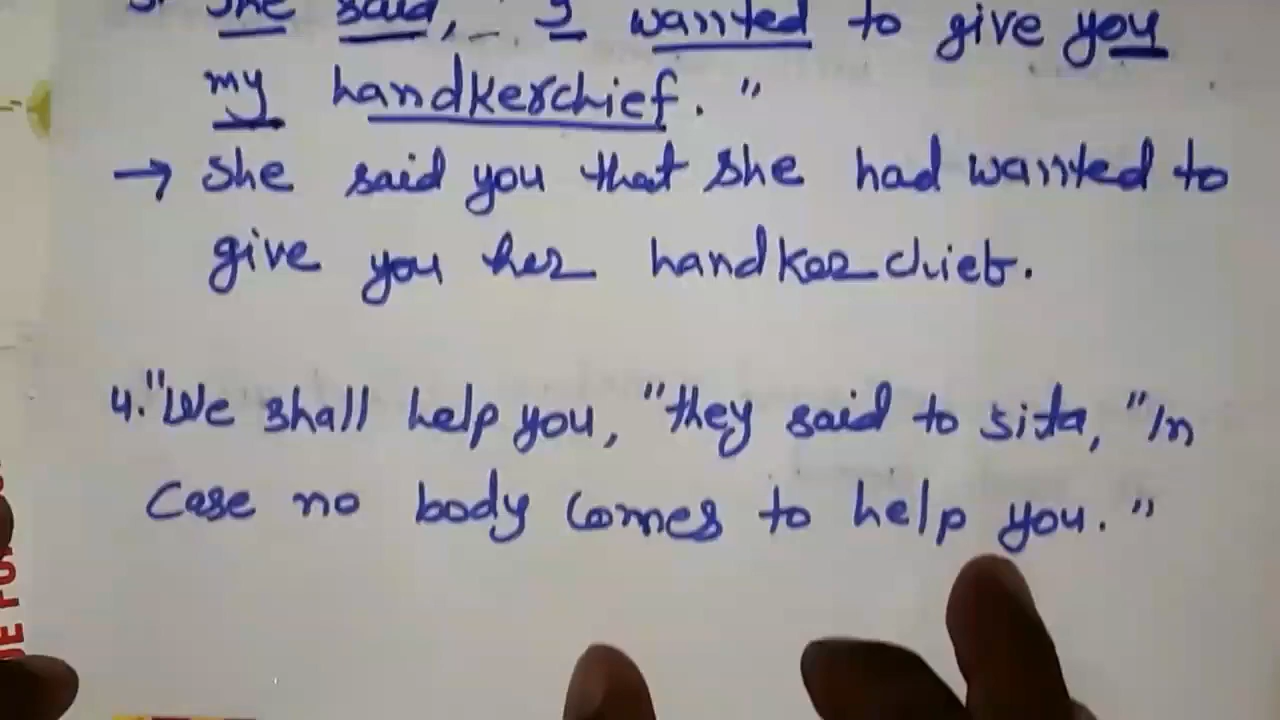 She said, " I wanted to give you
my handkerchief. "
→ She said you that she had wanted to
give you her handkerchief.
4. "We shall help you, "they said to sita, "In
case no body comes to help you. "